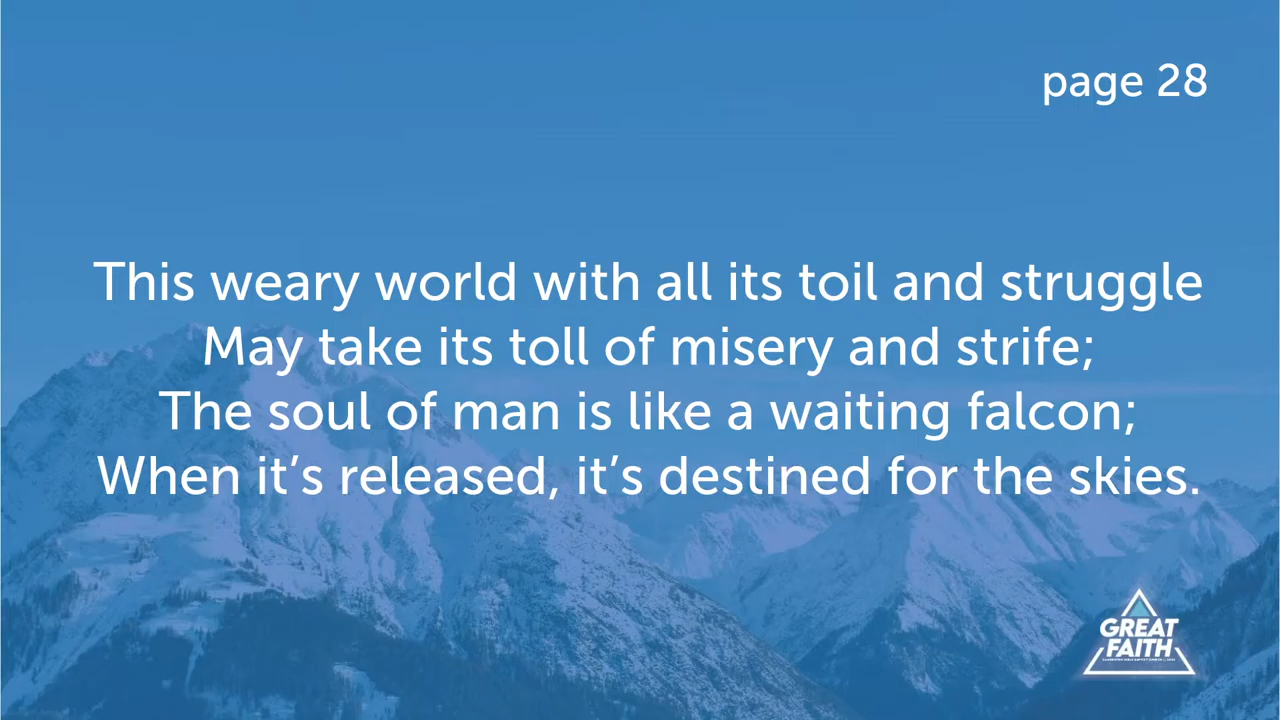 page 28
This weary world with all its toil and struggle
May take its toll of misery and strife;
The soul of man is like a waiting falcon;
When it’s released, it’s destined for the skies.
GREAT
FAITH